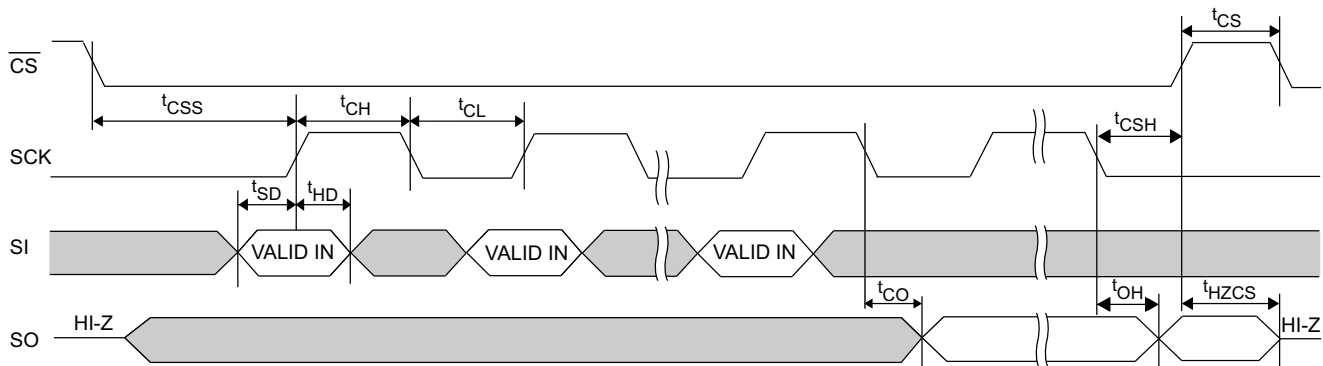 tCS
CS
tCSS
tCH
tCL
tCSH
SCK
tSD
tHD
SI
VALID IN
VALID IN
VALID IN
tCO
tOH
tHZCS
HI-Z
HI-Z
SO